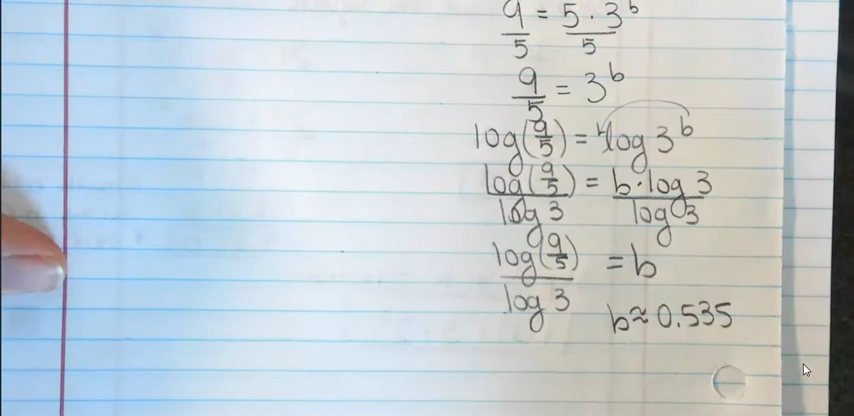 9/5 = 5·3^b/5
9/5 = 3^b
log(9/5) = log 3^b
log(9/5)/log 3 = b·log 3/log 3
log(9/5)/log 3 = b
b ≈ 0.535